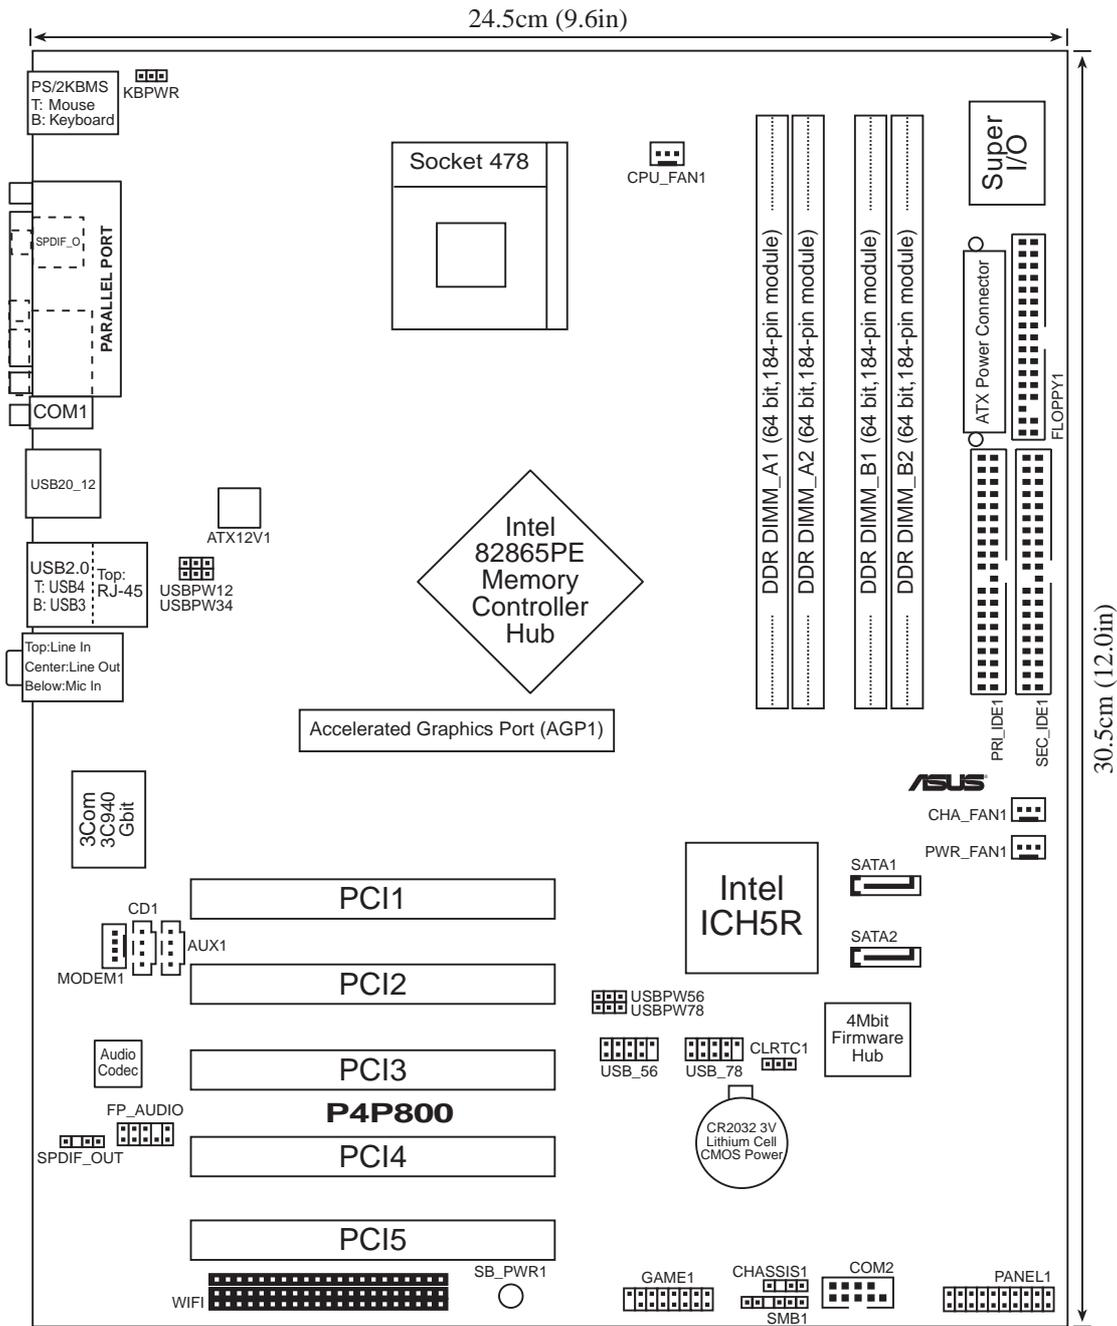 24.5cm (9.6in)
PS/2KBMS
T: Mouse
B: Keyboard
KBPWR
Socket 478
CPU_FAN1
Super
I/O
SPDIF_O
PARALLEL PORT
COM1
DDR DIMM_A1 (64 bit,184-pin module)
DDR DIMM_A2 (64 bit,184-pin module)
DDR DIMM_B1 (64 bit,184-pin module)
DDR DIMM_B2 (64 bit,184-pin module)
ATX Power Connector
FLOPPY1
USB20_12
ATX12V1
Intel
82865PE
Memory
Controller
Hub
USB2.0
T: USB4
B: USB3
Top:
RJ-45
USBPW12
USBPW34
Top:Line In
Center:Line Out
Below:Mic In
Accelerated Graphics Port (AGP1)
PRI_IDE1
SEC_IDE1
30.5cm (12.0in)
ASUS
3Com
3C940
Gbit
CHA_FAN1
PWR_FAN1
SATA1
Intel
ICH5R
SATA2
PCI1
CD1
AUX1
MODEM1
PCI2
USBPW56
USBPW78
4Mbit
Firmware
Hub
Audio
Codec
PCI3
USB_56
USB_78
CLRTC1
FP_AUDIO
P4P800
SPDIF_OUT
PCI4
CR2032 3V
Lithium Cell
CMOS Power
PCI5
WIFI
SB_PWR1
GAME1
CHASSIS1
SMB1
COM2
PANEL1